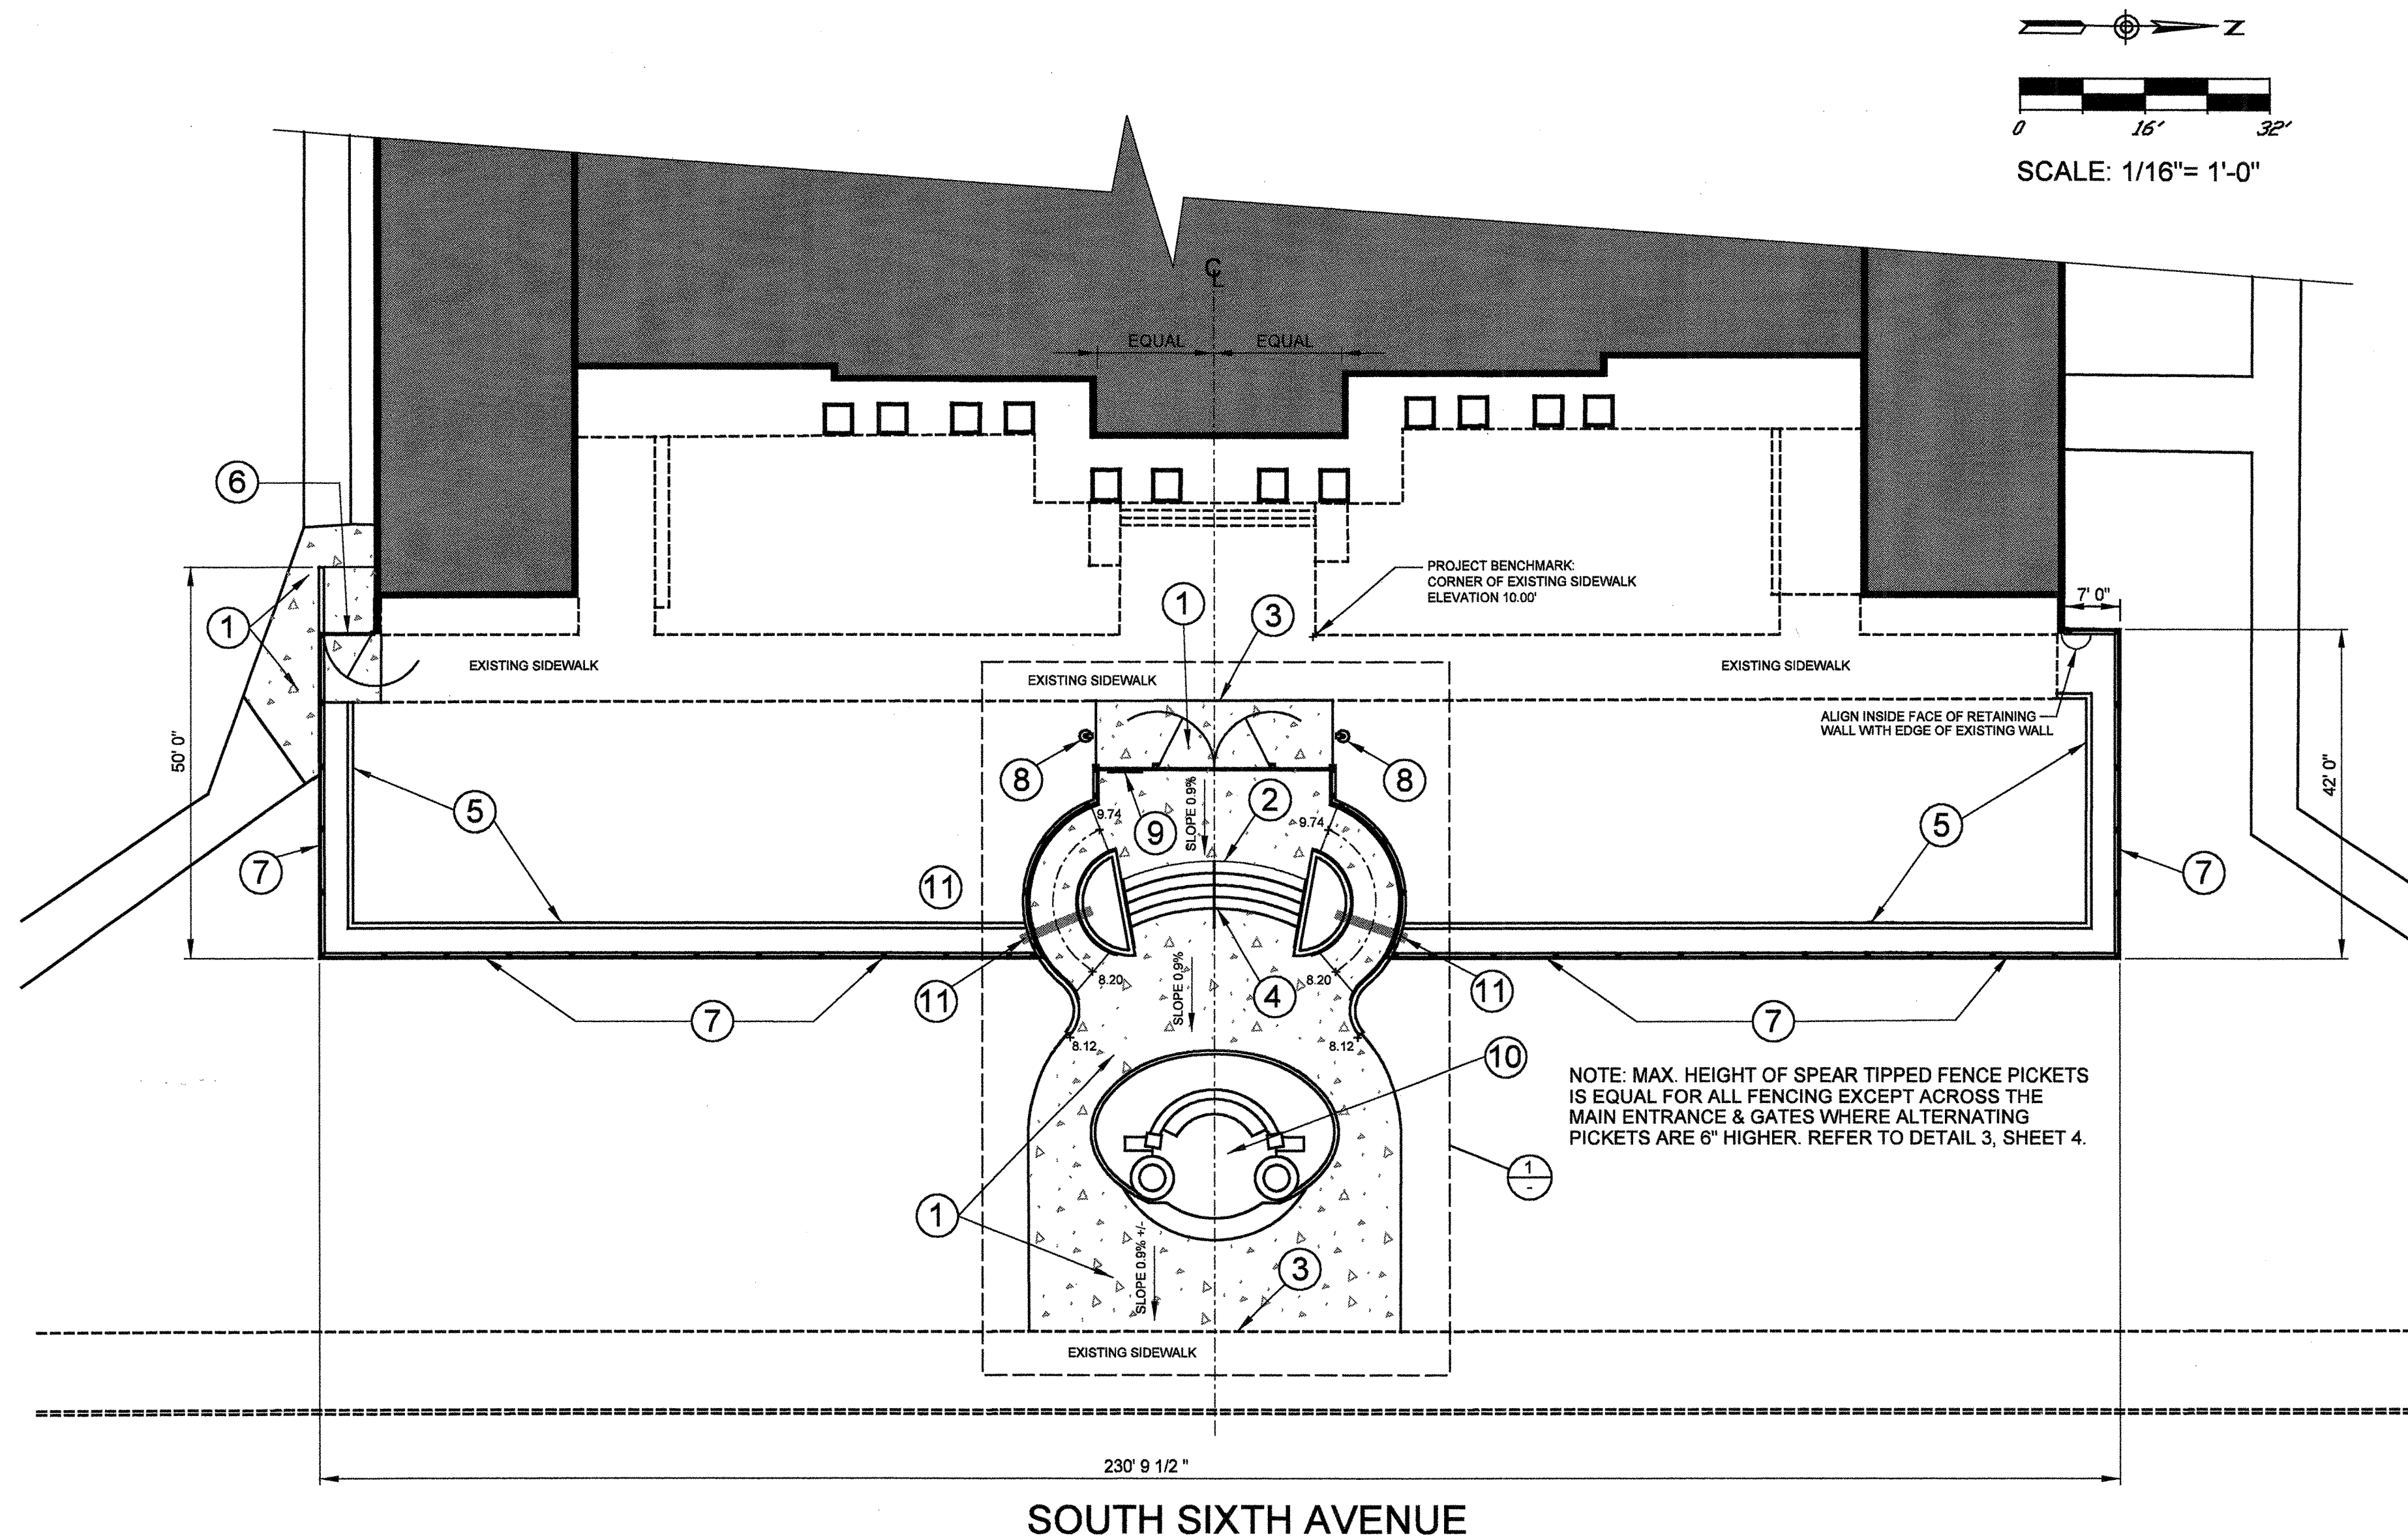 N
0 16' 32'
SCALE: 1/16"= 1'-0"
CL
EQUAL EQUAL
6
PROJECT BENCHMARK:
CORNER OF EXISTING SIDEWALK
ELEVATION 10.00'
7' 0"
1
3
1
EXISTING SIDEWALK
EXISTING SIDEWALK
EXISTING SIDEWALK
ALIGN INSIDE FACE OF RETAINING
WALL WITH EDGE OF EXISTING WALL
50' 0"
42' 0"
8
8
SLOPE 0.9%
2
5
9.74
9.74
9
5
7
11
7
SLOPE 0.9%
8.20
8.20
4
11
11
7
7
8.12
8.12
10
NOTE: MAX. HEIGHT OF SPEAR TIPPED FENCE PICKETS
IS EQUAL FOR ALL FENCING EXCEPT ACROSS THE
MAIN ENTRANCE & GATES WHERE ALTERNATING
PICKETS ARE 6" HIGHER. REFER TO DETAIL 3, SHEET 4.
1
-
1
SLOPE 0.9% +/-
3
EXISTING SIDEWALK
230' 9 1/2 "
SOUTH SIXTH AVENUE